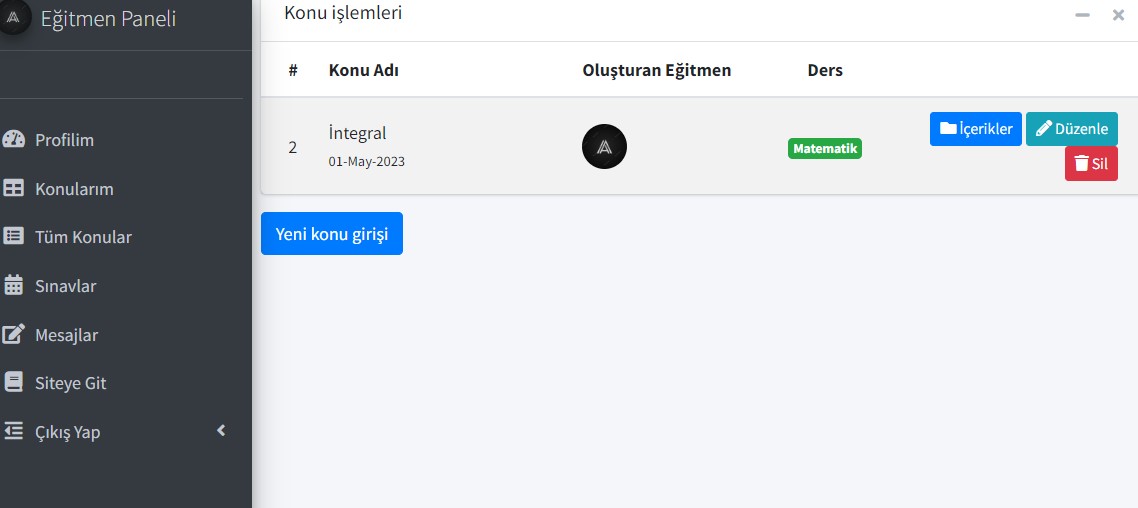 Eğitmen Paneli
Profilim
Konularım
Tüm Konular
Sınavlar
Mesajlar
Siteye Git
Çıkış Yap
Konu işlemleri
# Konu Adı Oluşturan Eğitmen Ders
2 İntegral Matematik İçerikler Düzenle
01-May-2023 Sil
Yeni konu girişi